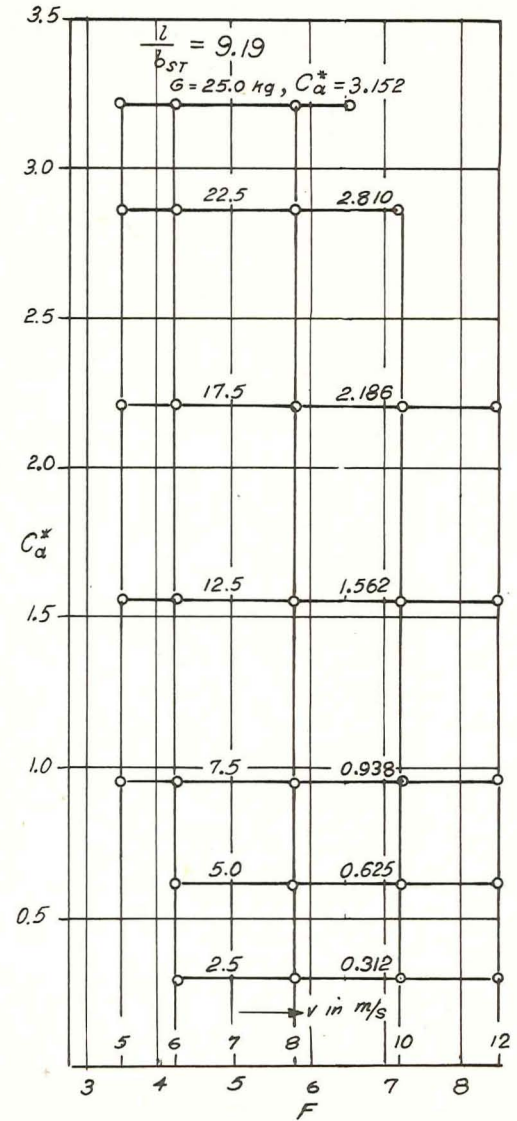 3.5
l/b_ST = 9.19
G = 25.0 kg, C_a* = 3.152
3.0
22.5 2.810
2.5
17.5 2.186
2.0
C_a*
12.5 1.562
1.5
1.0
7.5 0.938
5.0 0.625
0.5
2.5 0.312
→ v in m/s
5 6 7 8 10 12
3 4 5 6 7 8
F